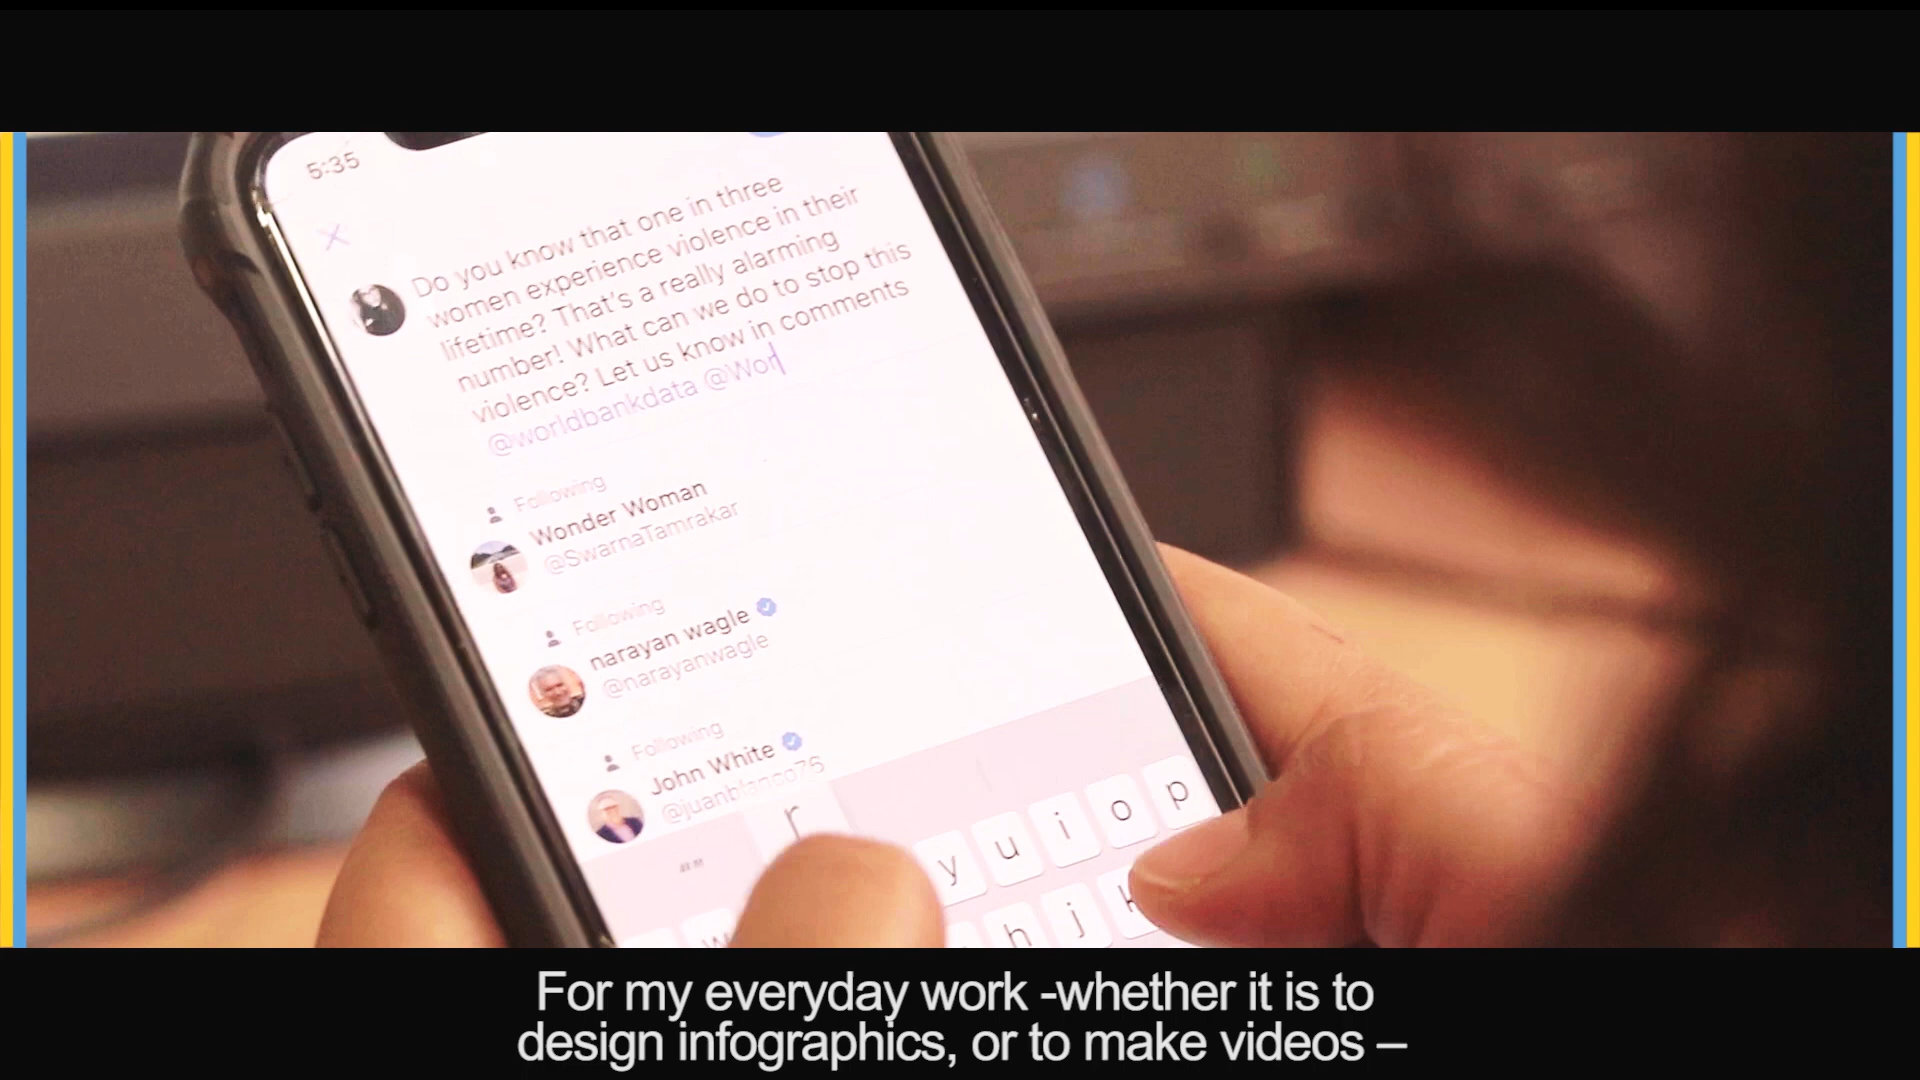 5:35
Do you know that one in three
women experience violence in their
lifetime? That's a really alarming
number! What can we do to stop this
violence? Let us know in comments
@worldbankdata @Wor
Following
Wonder Woman
@SwarnaTamrakar
Following
narayan wagle
@narayanwagle
Following
John White
@juanblanco76
r
y u i o p
w
h j k
For my everyday work -whether it is to
design infographics, or to make videos –